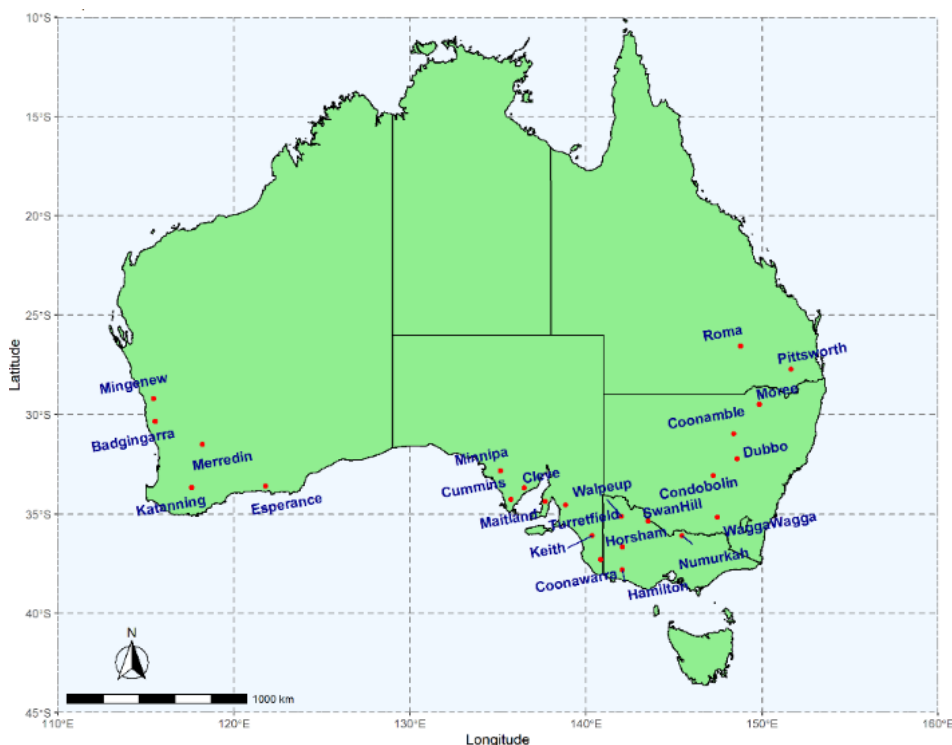 10°S
15°S
20°S
25°S
30°S
35°S
40°S
45°S
Latitude
Roma
Pittsworth
Mingenew
Moree
Badgingarra
Coonamble
Merredin
Dubbo
Minnipa
Cleve
Cummins
Walpeup
Condobolin
Katanning
Esperance
Maitland
Turretfield
SwanHill
WaggaWagga
Keith
Horsham
Numurkah
Coonawarra
Hamilton
N
1000 km
110°E
120°E
130°E
140°E
150°E
160°E
Longitude